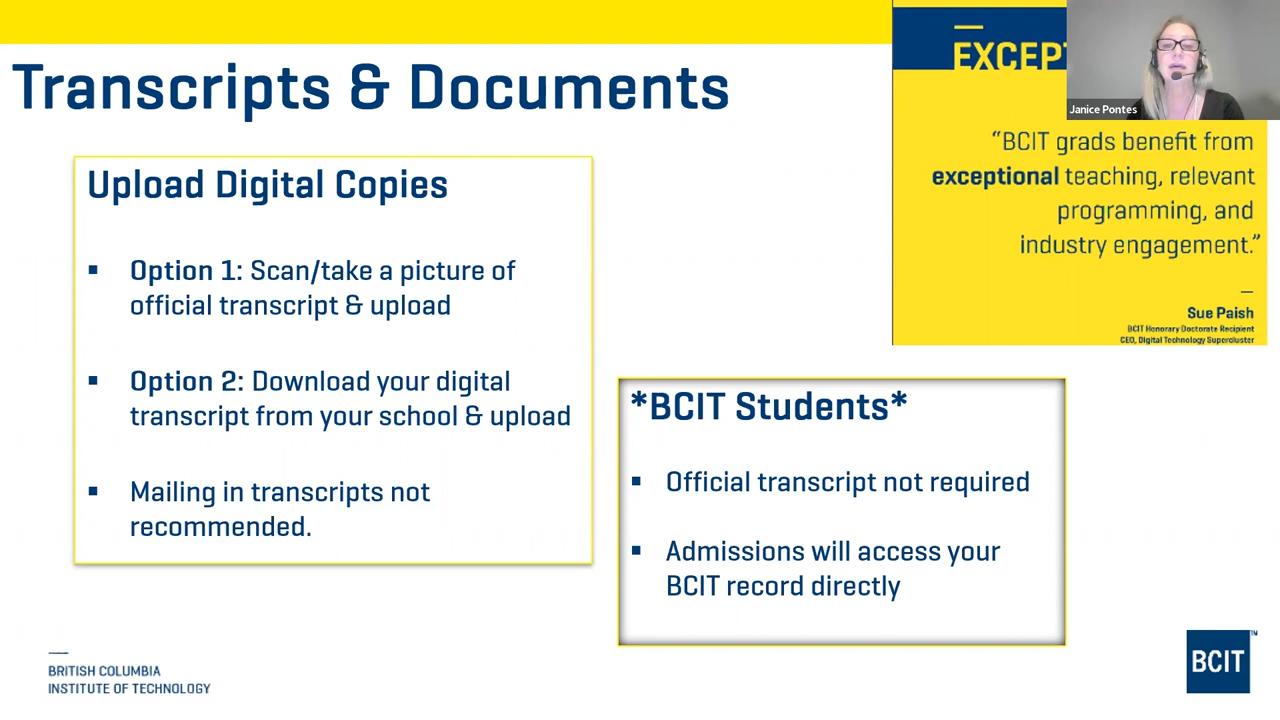 Transcripts & Documents
Upload Digital Copies
▪ Option 1: Scan/take a picture of
official transcript & upload
▪ Option 2: Download your digital
transcript from your school & upload
▪ Mailing in transcripts not
recommended.
*BCIT Students*
▪ Official transcript not required
▪ Admissions will access your
BCIT record directly
EXCEP
Janice Pontes
“BCIT grads benefit from
exceptional teaching, relevant
programming, and
industry engagement.”
Sue Paish
BCIT Honorary Doctorate Recipient
CEO, Digital Technology Supercluster
BRITISH COLUMBIA
INSTITUTE OF TECHNOLOGY
BCIT™